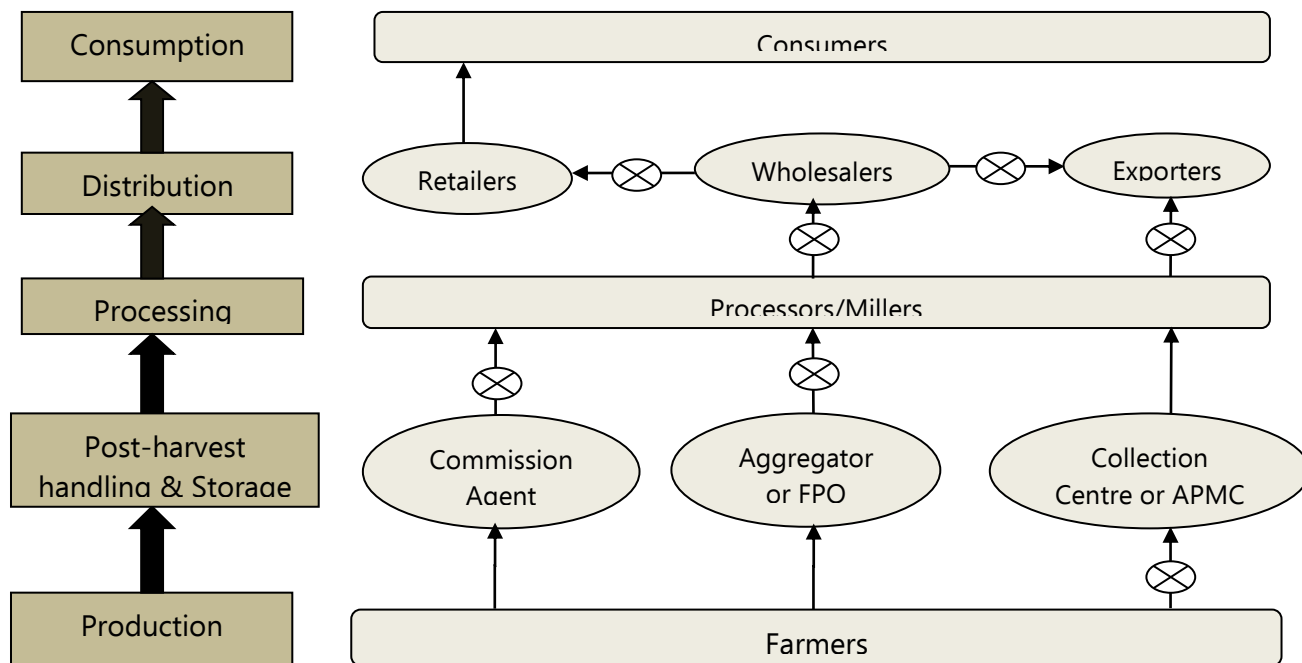 Consumption
Consumers
Distribution
Retailers
Wholesalers
Exporters
Processing
Processors/Millers
Post-harvest
handling & Storage
Commission
Agent
Aggregator
or FPO
Collection
Centre or APMC
Production
Farmers